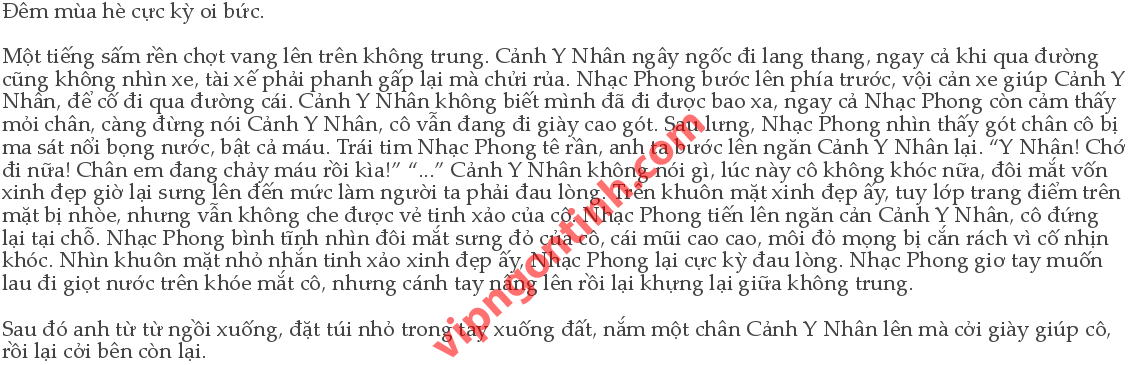 Đêm mùa hè cực kỳ oi bức.
Một tiếng sấm rền chợt vang lên trên không trung. Cảnh Y Nhân ngây ngốc đi lang thang, ngay cả khi qua đường
cũng không nhìn xe, tài xế phải phanh gấp lại mà chửi rủa. Nhạc Phong bước lên phía trước, vội cản xe giúp Cảnh Y
Nhân, để cố đi qua đường cái. Cảnh Y Nhân không biết mình đã đi được bao xa, ngay cả Nhạc Phong còn cảm thấy
mỏi chân, càng đừng nói Cảnh Y Nhân, cô vẫn đang đi giày cao gót. Sau lưng, Nhạc Phong nhìn thấy gót chân cô bị
ma sát nổi bọng nước, bật cả máu. Trái tim Nhạc Phong tê rần, anh ta bước lên ngăn Cảnh Y Nhân lại. “Y Nhân! Chớ
đi nữa! Chân em đang chảy máu rồi kìa!” “...” Cảnh Y Nhân không nói gì, lúc này cô không khóc nữa, đôi mắt vốn
xinh đẹp giờ lại sưng lên đến mức làm người ta phải đau lòng. Trên khuôn mặt xinh đẹp ấy, tuy lớp trang điểm trên
mặt bị nhòe, nhưng vẫn không che được vẻ tinh xảo của cô. Nhạc Phong tiến lên ngăn cản Cảnh Y Nhân, cô đứng
lại tại chỗ. Nhạc Phong bình tĩnh nhìn đôi mắt sưng đỏ của cô, cái mũi cao cao, môi đỏ mọng bị cắn rách vì cố nhịn
khóc. Nhìn khuôn mặt nhỏ nhắn tinh xảo xinh đẹp ấy, Nhạc Phong lại cực kỳ đau lòng. Nhạc Phong giơ tay muốn
lau đi giọt nước trên khóe mắt cô, nhưng cánh tay nâng lên rồi lại khựng lại giữa không trung.
Sau đó anh từ từ ngồi xuống, đặt túi nhỏ trong tay xuống đất, nắm một chân Cảnh Y Nhân lên mà cởi giày giúp cô,
rồi lại cởi bên còn lại.
vipngontinh.com